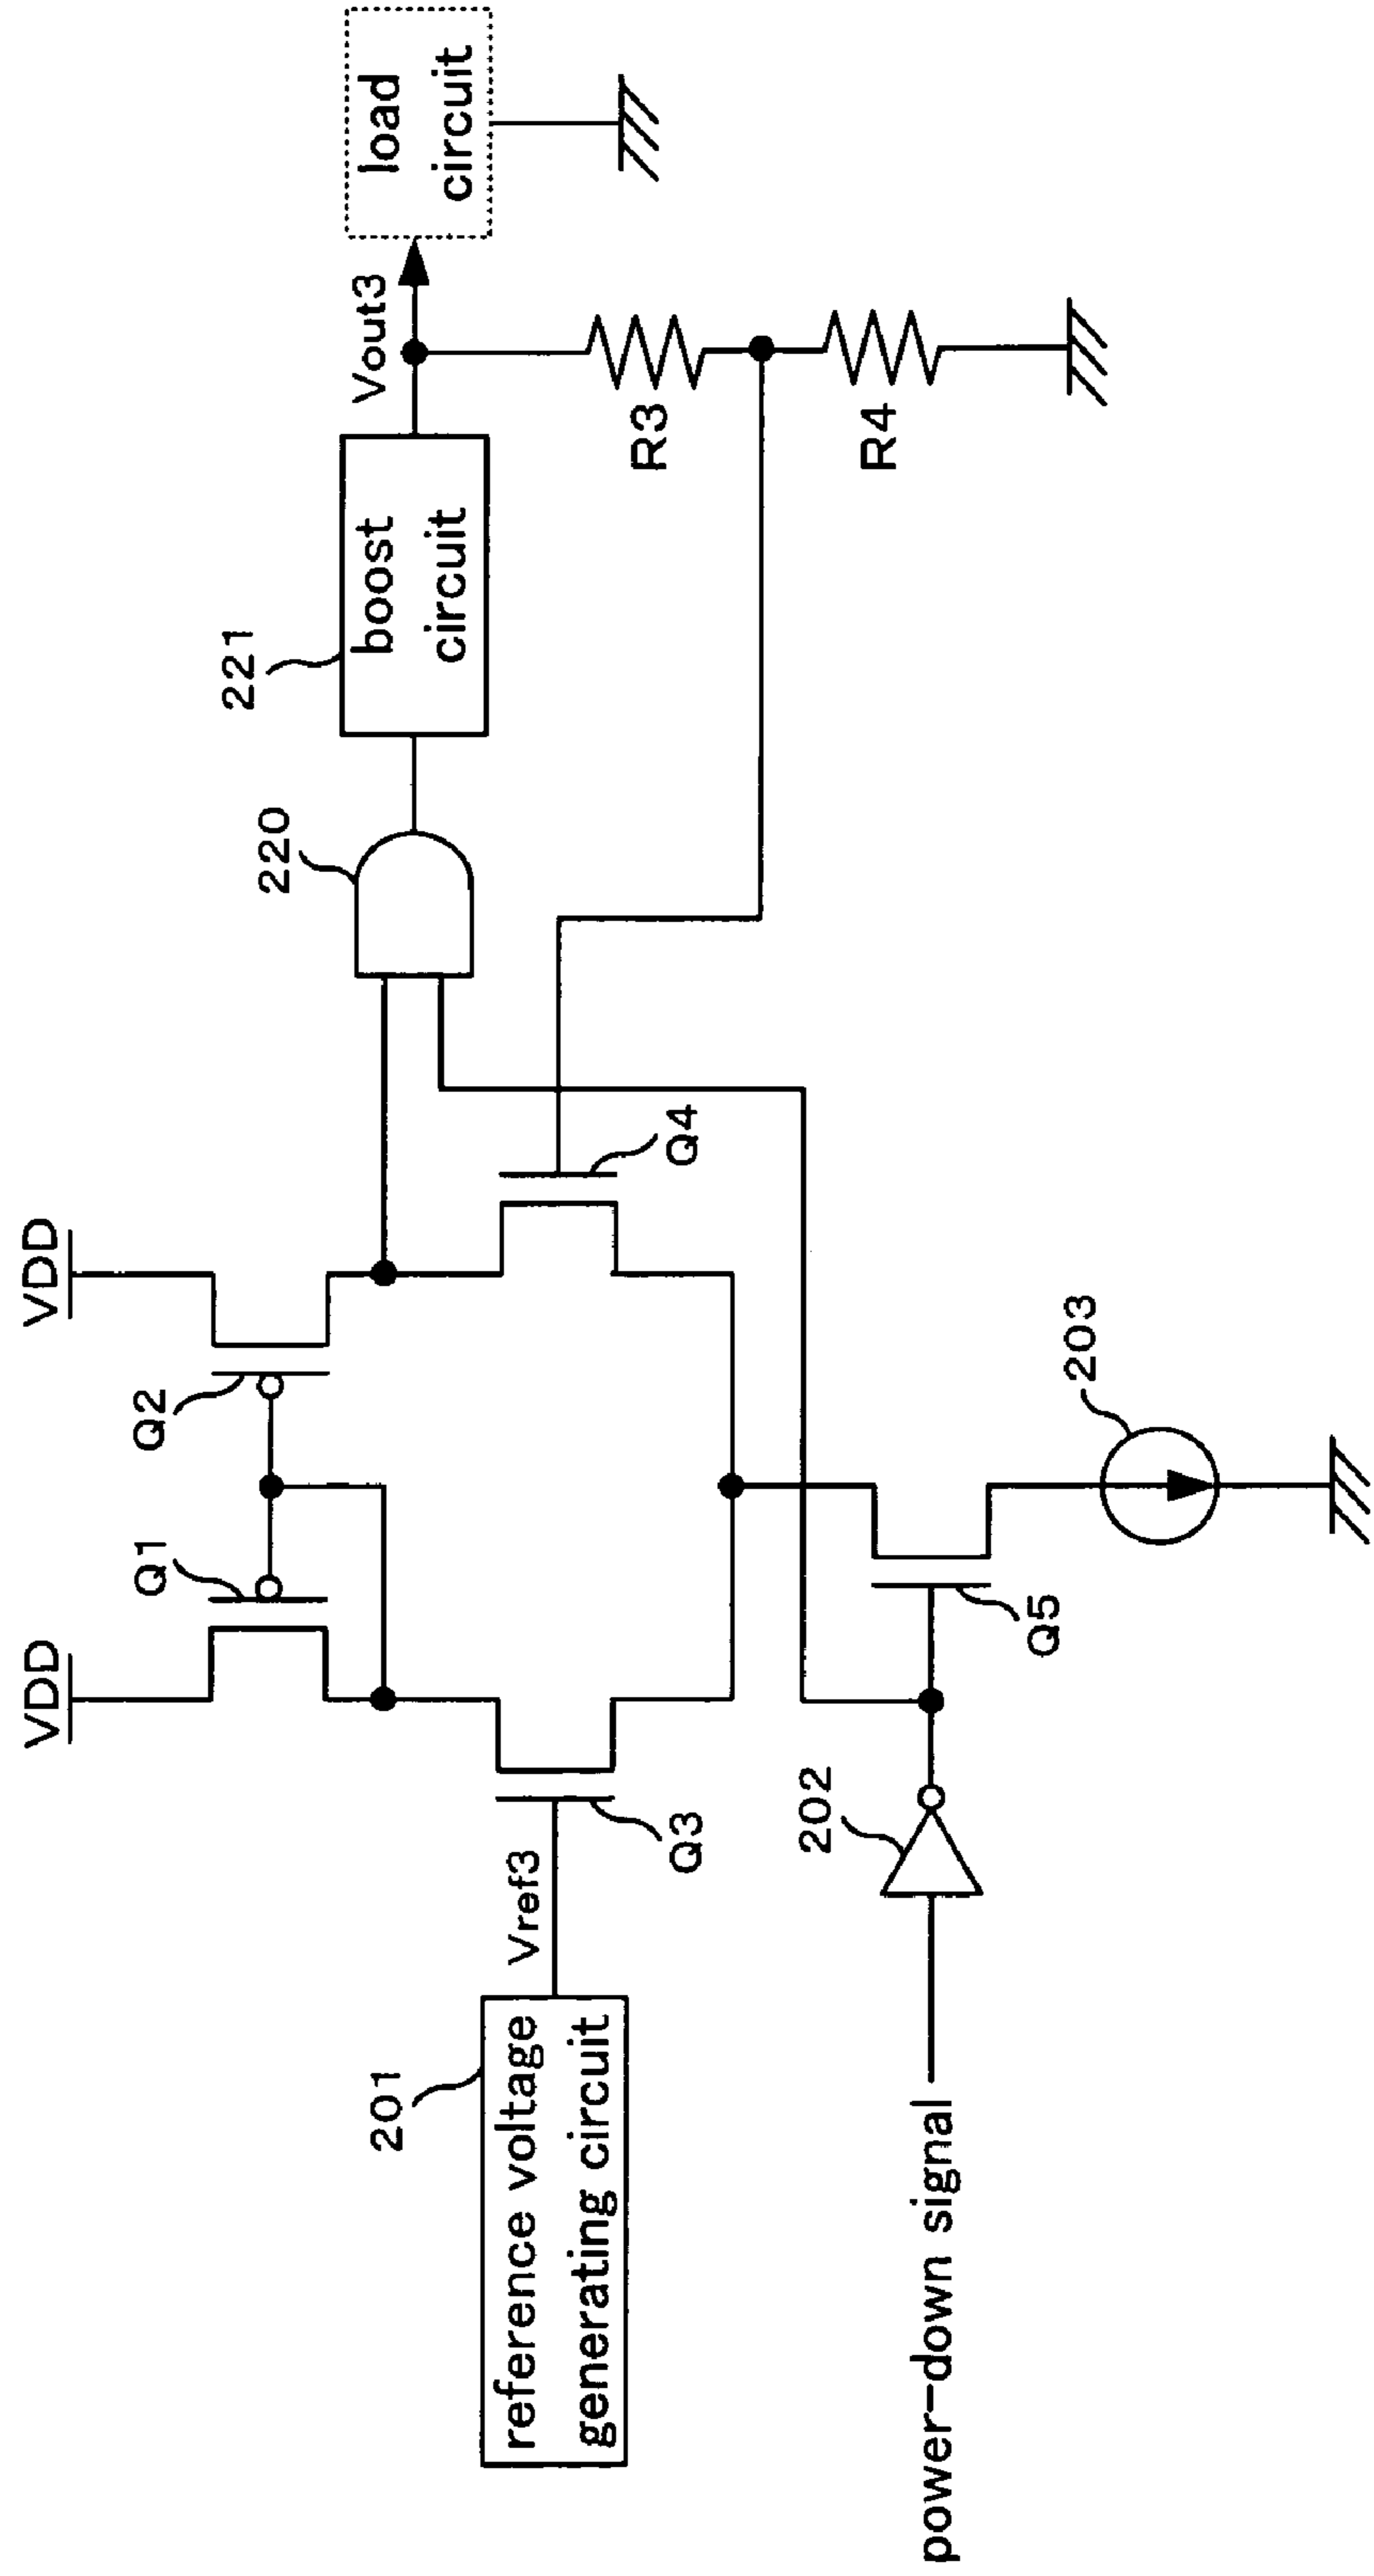 VDD
VDD
Q1
Q2
221
220
boost
circuit
Vout3
load
circuit
201
reference voltage
generating circuit
Vref3
Q3
Q4
R3
R4
202
power-down signal
Q5
203